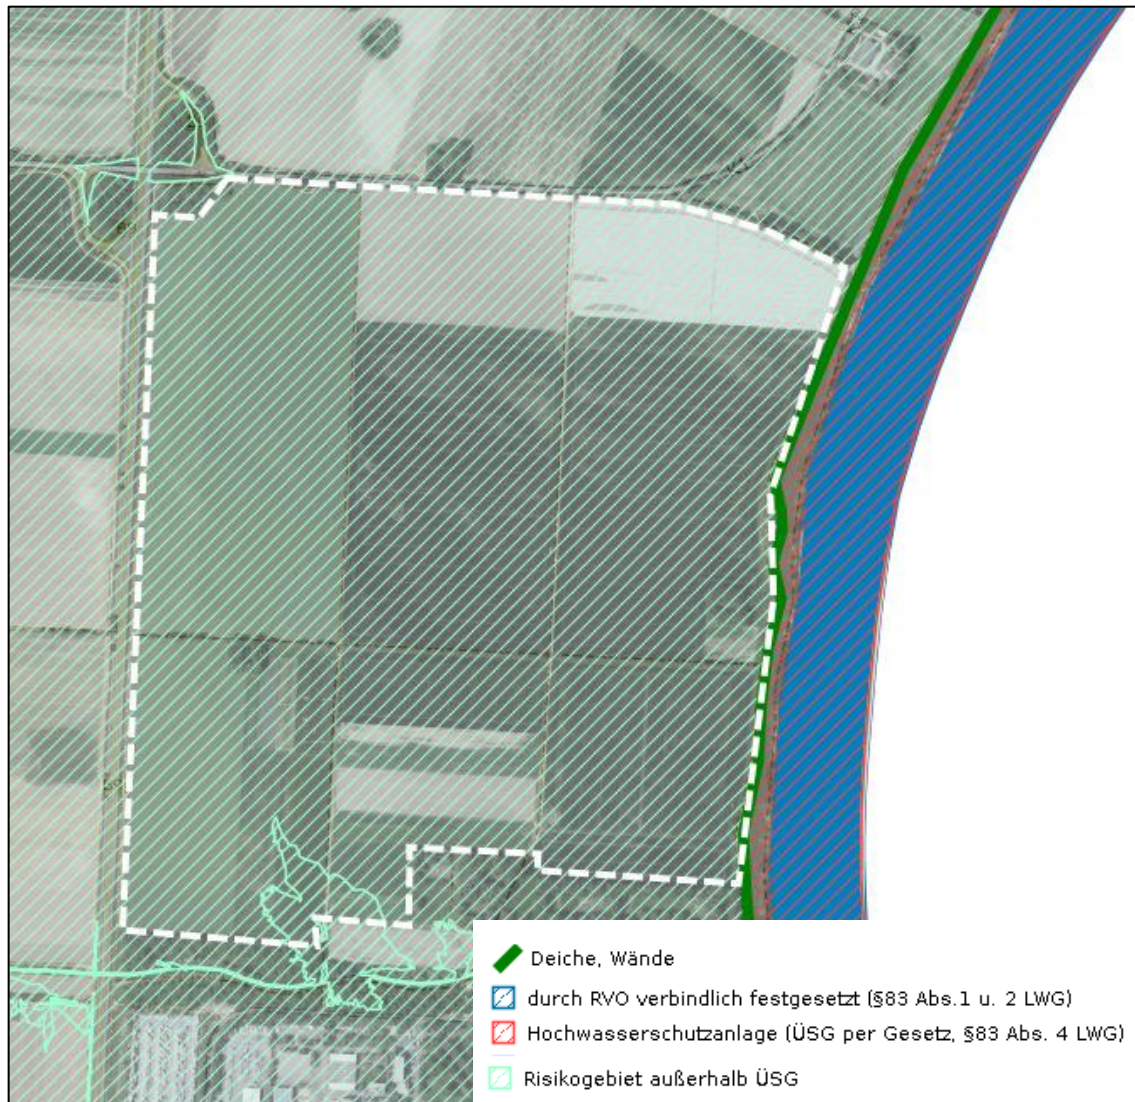 Deiche, Wände
durch RVO verbindlich festgesetzt (§83 Abs.1 u. 2 LWG)
Hochwasserschutzanlage (ÜSG per Gesetz, §83 Abs. 4 LWG)
Risikogebiet außerhalb ÜSG